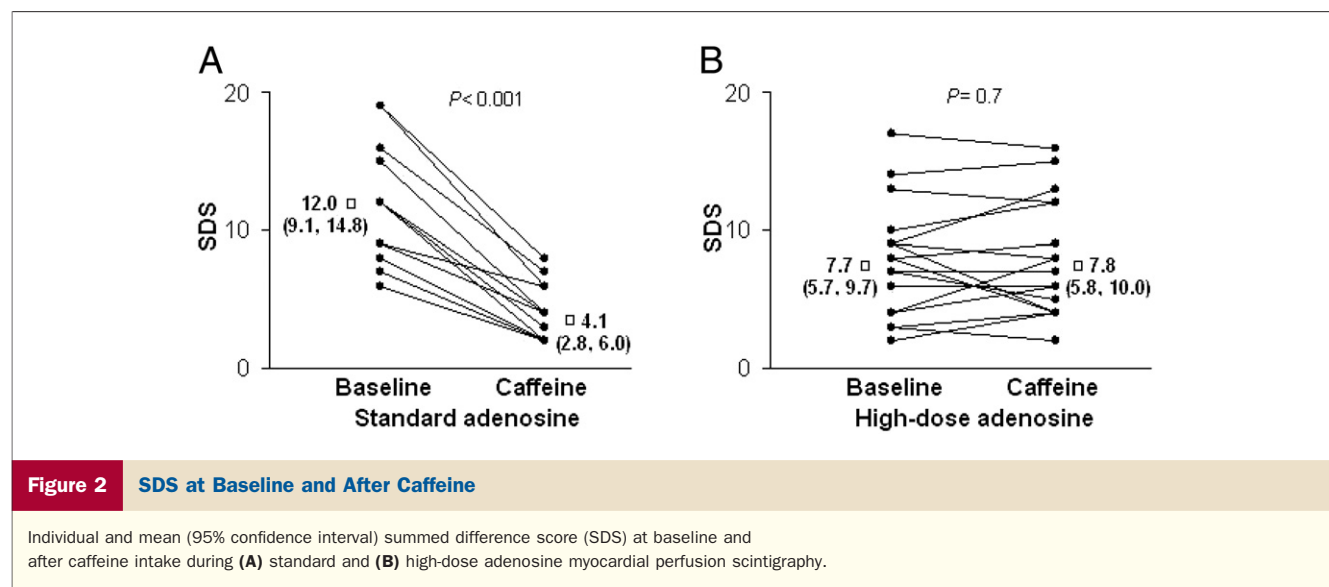 A
P< 0.001
20
10
0
SDS
12.0
(9.1, 14.8)
4.1
(2.8, 6.0)
Baseline Caffeine
Standard adenosine
B
P= 0.7
20
10
0
SDS
7.7
(5.7, 9.7)
7.8
(5.8, 10.0)
Baseline Caffeine
High-dose adenosine
Figure 2 SDS at Baseline and After Caffeine
Individual and mean (95% confidence interval) summed difference score (SDS) at baseline and
after caffeine intake during (A) standard and (B) high-dose adenosine myocardial perfusion scintigraphy.